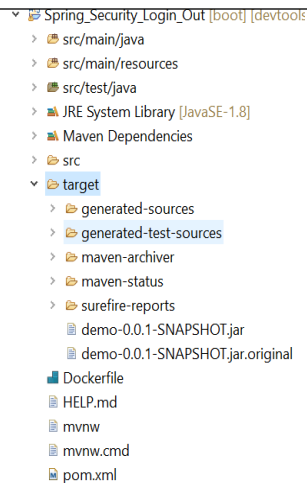 Spring_Security_Login_Out [boot] [devtools
src/main/java
src/main/resources
src/test/java
JRE System Library [JavaSE-1.8]
Maven Dependencies
src
target
generated-sources
generated-test-sources
maven-archiver
maven-status
surefire-reports
demo-0.0.1-SNAPSHOT.jar
demo-0.0.1-SNAPSHOT.jar.original
Dockerfile
HELP.md
mvnw
mvnw.cmd
pom.xml